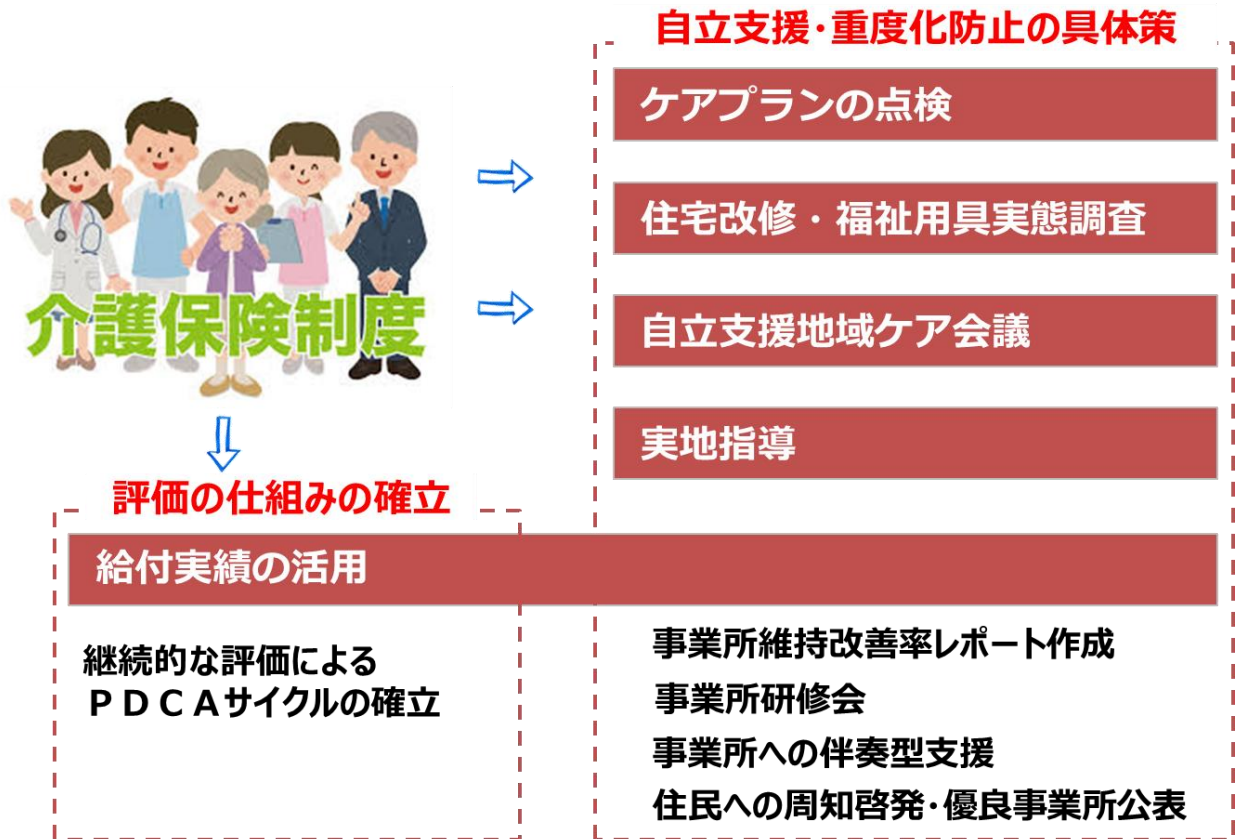 自立支援・重度化防止の具体策
ケアプランの点検
住宅改修・福祉用具実態調査
自立支援地域ケア会議
実地指導
介護保険制度
評価の仕組みの確立
給付実績の活用
継続的な評価による
ＰＤＣＡサイクルの確立
事業所維持改善率レポート作成
事業所研修会
事業所への伴奏型支援
住民への周知啓発・優良事業所公表